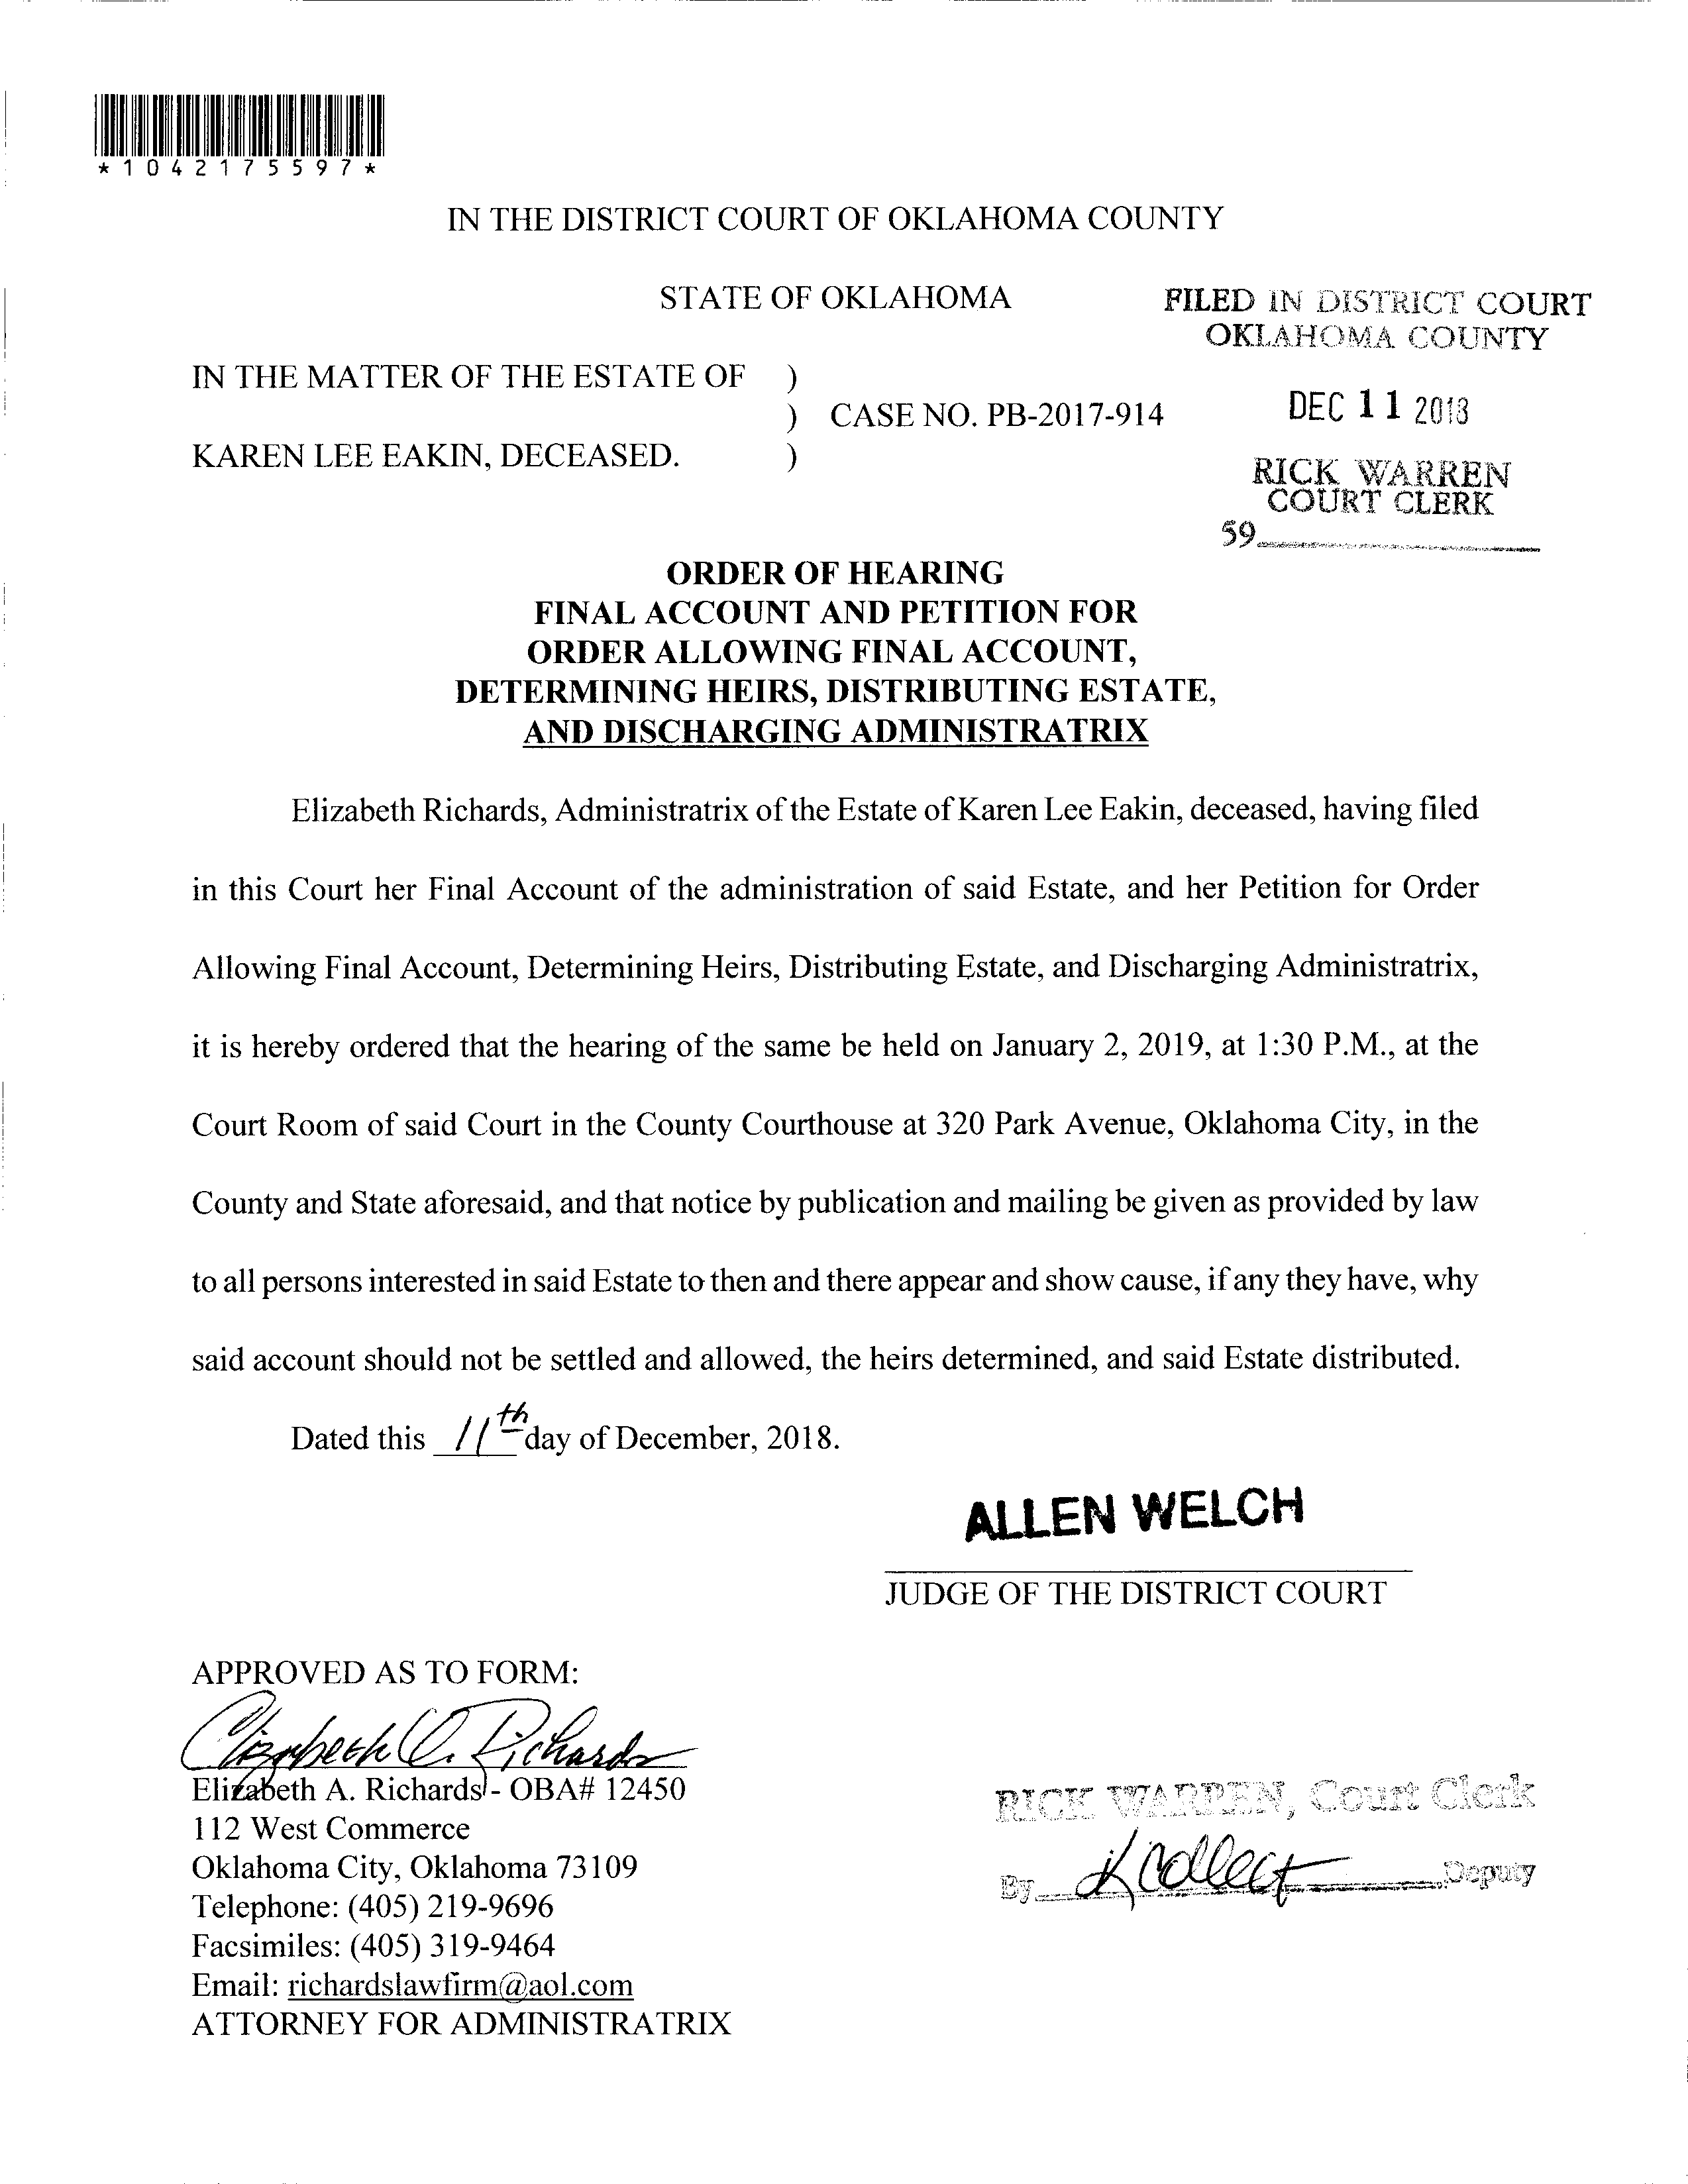 *1042175597*
IN THE DISTRICT COURT OF OKLAHOMA COUNTY
STATE OF OKLAHOMA
FILED IN DISTRICT COURT
OKLAHOMA COUNTY
IN THE MATTER OF THE ESTATE OF )
) CASE NO. PB-2017-914
KAREN LEE EAKIN, DECEASED. )
DEC 11 2018
RICK WARREN
COURT CLERK
59
ORDER OF HEARING
FINAL ACCOUNT AND PETITION FOR
ORDER ALLOWING FINAL ACCOUNT,
DETERMINING HEIRS, DISTRIBUTING ESTATE,
AND DISCHARGING ADMINISTRATRIX
Elizabeth Richards, Administratrix of the Estate of Karen Lee Eakin, deceased, having filed
in this Court her Final Account of the administration of said Estate, and her Petition for Order
Allowing Final Account, Determining Heirs, Distributing Estate, and Discharging Administratrix,
it is hereby ordered that the hearing of the same be held on January 2, 2019, at 1:30 P.M., at the
Court Room of said Court in the County Courthouse at 320 Park Avenue, Oklahoma City, in the
County and State aforesaid, and that notice by publication and mailing be given as provided by law
to all persons interested in said Estate to then and there appear and show cause, if any they have, why
said account should not be settled and allowed, the heirs determined, and said Estate distributed.
Dated this 11th day of December, 2018.
ALLEN WELCH
JUDGE OF THE DISTRICT COURT
APPROVED AS TO FORM:
Elizabeth A. Richards
Elizabeth A. Richards - OBA# 12450
112 West Commerce
Oklahoma City, Oklahoma 73109
Telephone: (405) 219-9696
Facsimiles: (405) 319-9464
Email: richardslawfirm@aol.com
ATTORNEY FOR ADMINISTRATRIX
RICK WARREN, Court Clerk
By Deputy